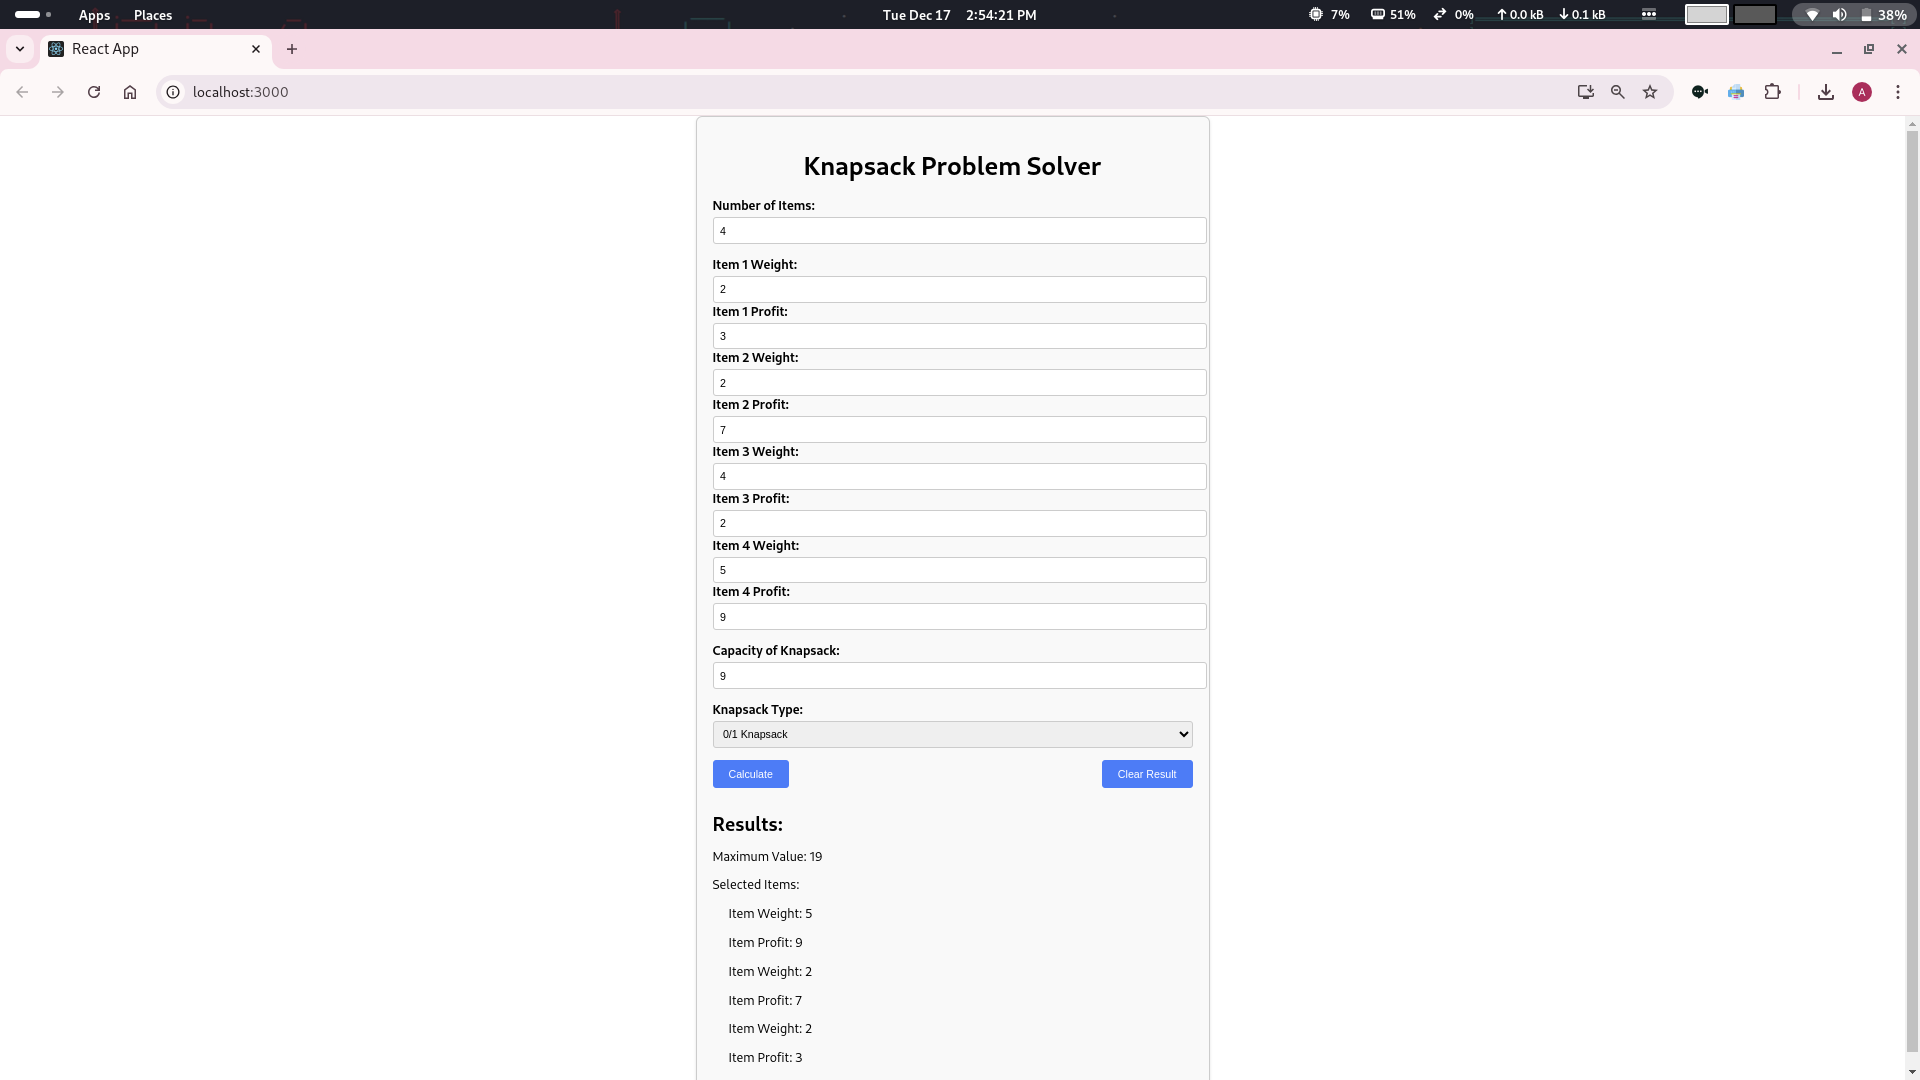 Apps Places Tue Dec 17 2:54:21 PM 7% 51% 0% 0.0 kB 0.1 kB 38%
React App
localhost:3000 A
Knapsack Problem Solver
Number of Items:
4
Item 1 Weight:
2
Item 1 Profit:
3
Item 2 Weight:
2
Item 2 Profit:
7
Item 3 Weight:
4
Item 3 Profit:
2
Item 4 Weight:
5
Item 4 Profit:
9
Capacity of Knapsack:
9
Knapsack Type:
0/1 Knapsack
Calculate Clear Result
Results:
Maximum Value: 19
Selected Items:
Item Weight: 5
Item Profit: 9
Item Weight: 2
Item Profit: 7
Item Weight: 2
Item Profit: 3